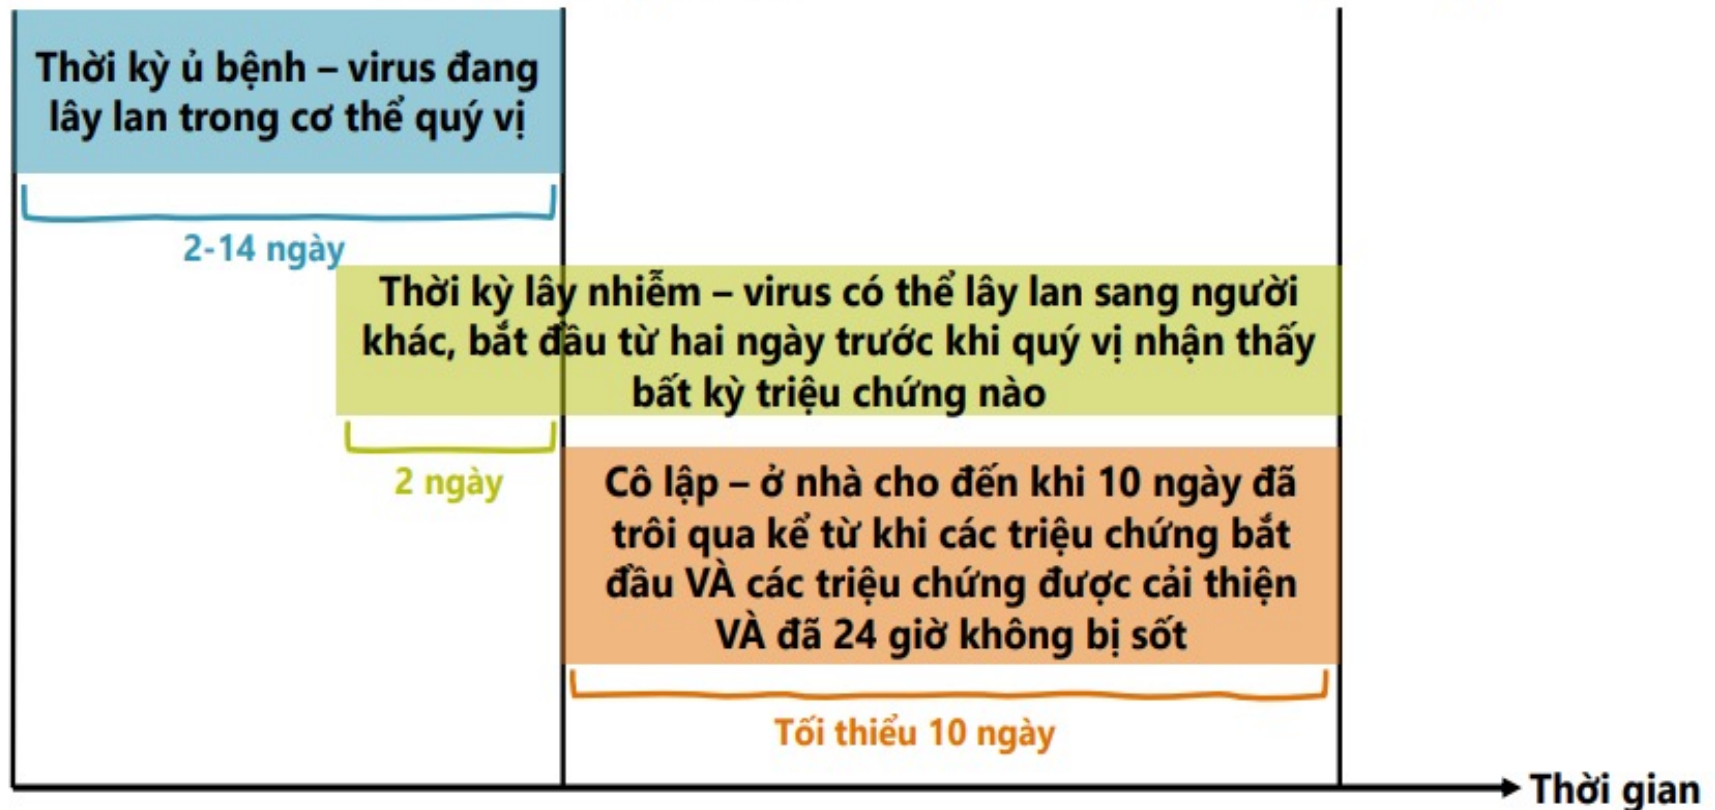 Thời kỳ ủ bệnh – virus đang
lây lan trong cơ thể quý vị
2-14 ngày
Thời kỳ lây nhiễm – virus có thể lây lan sang người
khác, bắt đầu từ hai ngày trước khi quý vị nhận thấy
bất kỳ triệu chứng nào
2 ngày
Cô lập – ở nhà cho đến khi 10 ngày đã
trôi qua kể từ khi các triệu chứng bắt
đầu VÀ các triệu chứng được cải thiện
VÀ đã 24 giờ không bị sốt
Tối thiểu 10 ngày
Thời gian